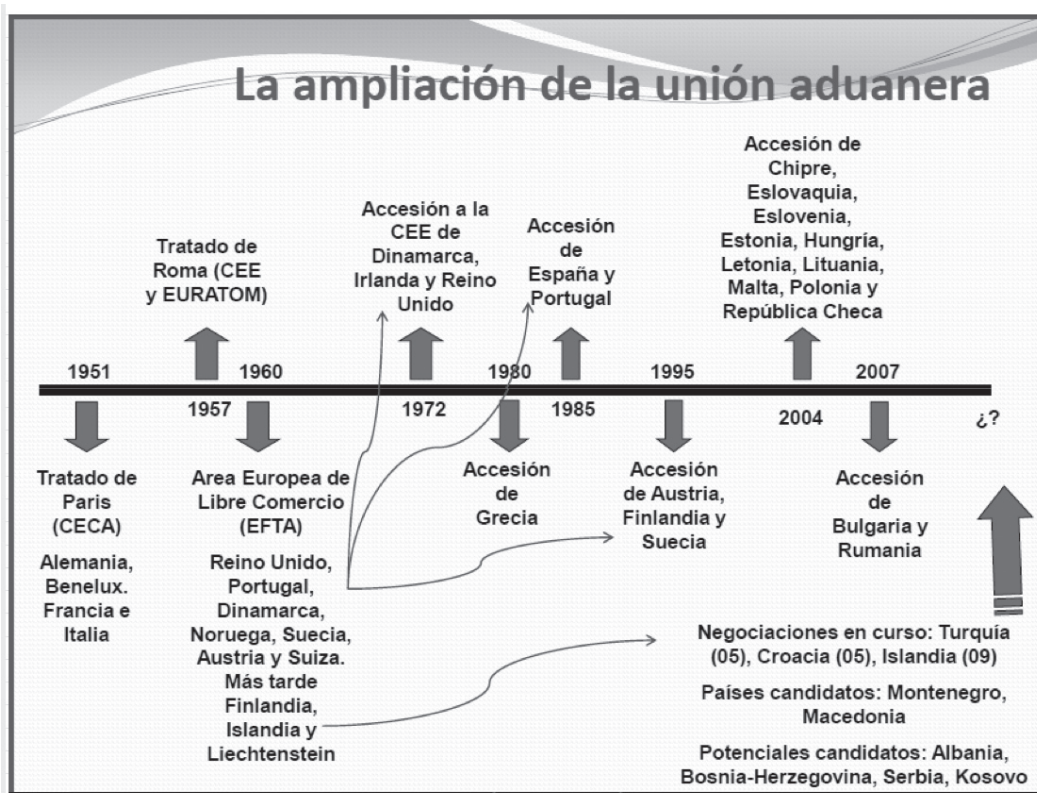 La ampliación de la unión aduanera
Tratado de
Roma (CEE
y EURATOM)
Accesión a la
CEE de
Dinamarca,
Irlanda y Reino
Unido
Accesión
de
España y
Portugal
Accesión de
Chipre,
Eslovaquia,
Eslovenia,
Estonia, Hungría,
Letonia, Lituania,
Malta, Polonia y
República Checa
1951
1960
1980
1995
2007
1957
1972
1985
2004
¿?
Tratado de
Paris
(CECA)
Alemania,
Benelux.
Francia e
Italia
Area Europea de
Libre Comercio
(EFTA)
Reino Unido,
Portugal,
Dinamarca,
Noruega, Suecia,
Austria y Suiza.
Más tarde
Finlandia,
Islandia y
Liechtenstein
Accesión
de
Grecia
Accesión
de Austria,
Finlandia y
Suecia
Accesión
de
Bulgaria y
Rumania
Negociaciones en curso: Turquía
(05), Croacia (05), Islandia (09)
Países candidatos: Montenegro,
Macedonia
Potenciales candidatos: Albania,
Bosnia-Herzegovina, Serbia, Kosovo